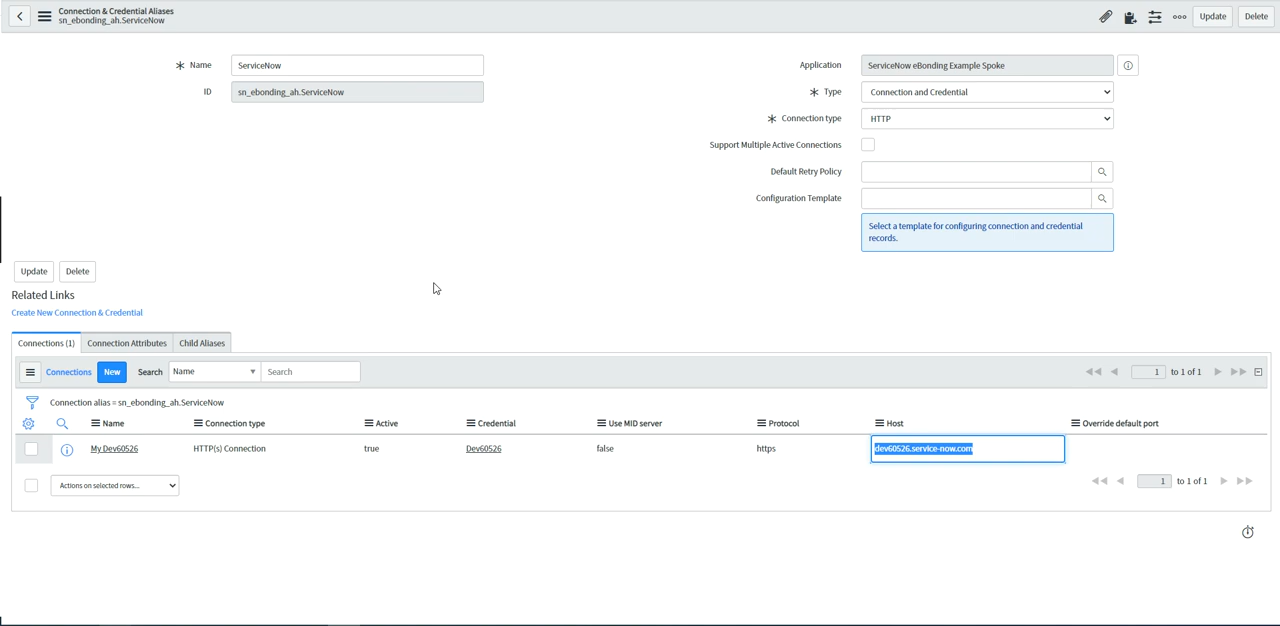 Connection & Credential Aliases
sn_ebonding_ah.ServiceNow
Update Delete
Name ServiceNow
ID sn_ebonding_ah.ServiceNow
Application ServiceNow eBonding Example Spoke
Type Connection and Credential
Connection type HTTP
Support Multiple Active Connections
Default Retry Policy
Configuration Template
Select a template for configuring connection and credential
records.
Update Delete
Related Links
Create New Connection & Credential
Connections (1) Connection Attributes Child Aliases
Connections New Search Name Search 1 to 1 of 1
Connection alias = sn_ebonding_ah.ServiceNow
Name Connection type Active Credential Use MID server Protocol Host Override default port
My Dev60526 HTTP(s) Connection true Dev60526 false https dev60526.service-now.com
Actions on selected rows... 1 to 1 of 1